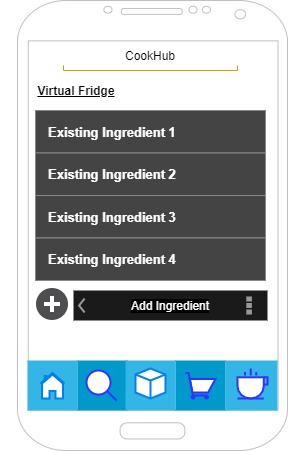 CookHub
Virtual Fridge
Existing Ingredient 1
Existing Ingredient 2
Existing Ingredient 3
Existing Ingredient 4
Add Ingredient